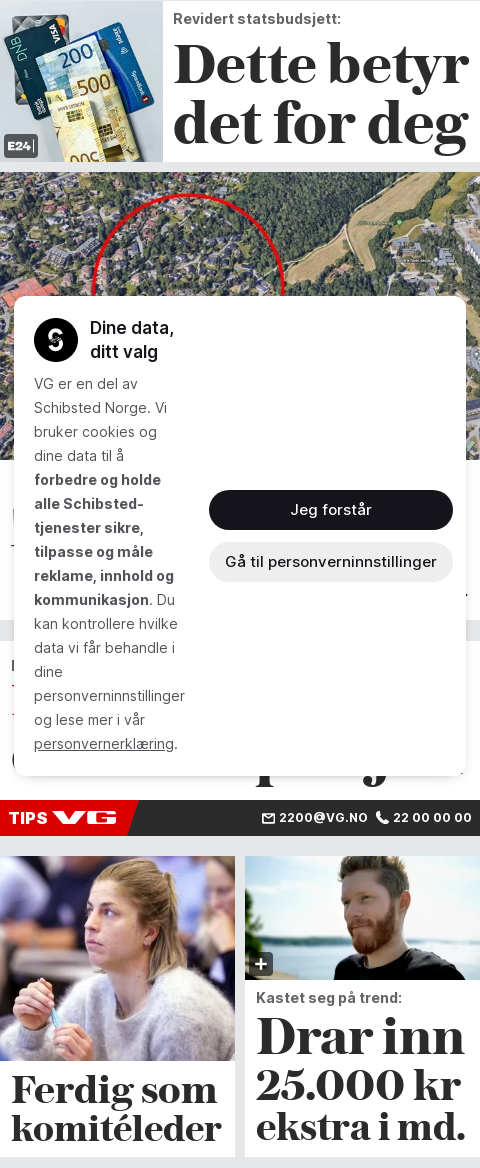 Revidert statsbudsjett:
Dette betyr
det for deg
DNB
VISA
200
500
E24
Dine data,
ditt valg
VG er en del av
Schibsted Norge. Vi
bruker cookies og
dine data til å
forbedre og holde
alle Schibsted-
tjenester sikre,
tilpasse og måle
reklame, innhold og
kommunikasjon. Du
kan kontrollere hvilke
data vi får behandle i
dine
personverninnstillinger
og lese mer i vår
personvernerklæring.
Jeg forstår
Gå til personverninnstillinger
TIPS VG
2200@VG.NO 22 00 00 00
Ferdig som
komitéleder
Kastet seg på trend:
Drar inn
25.000 kr
ekstra i md.